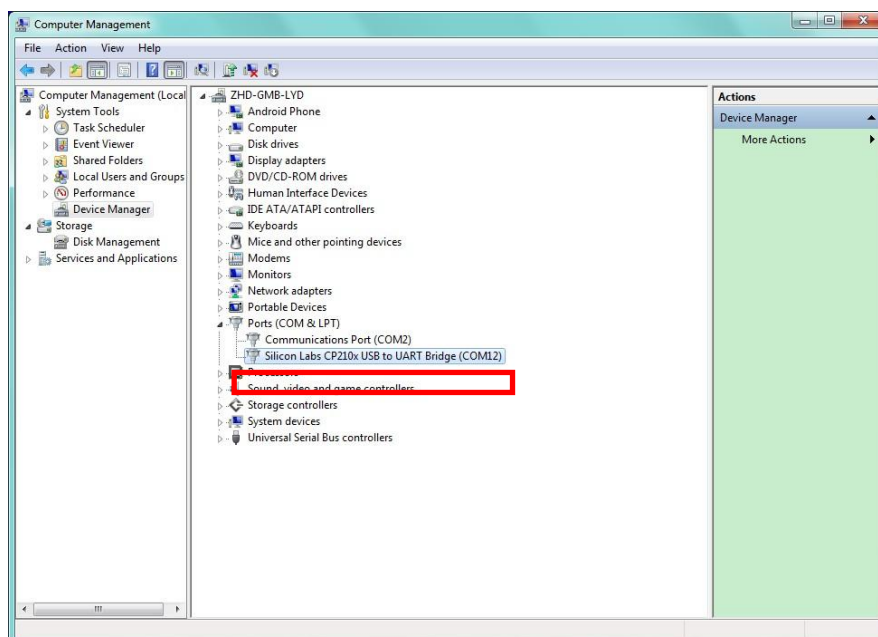 Computer Management
File Action View Help
Computer Management (Local
System Tools
Task Scheduler
Event Viewer
Shared Folders
Local Users and Groups
Performance
Device Manager
Storage
Disk Management
Services and Applications
ZHD-GMB-LYD
Android Phone
Computer
Disk drives
Display adapters
DVD/CD-ROM drives
Human Interface Devices
IDE ATA/ATAPI controllers
Keyboards
Mice and other pointing devices
Modems
Monitors
Network adapters
Portable Devices
Ports (COM & LPT)
Communications Port (COM2)
Silicon Labs CP210x USB to UART Bridge (COM12)
Processors
Sound, video and game controllers
Storage controllers
System devices
Universal Serial Bus controllers
Actions
Device Manager
More Actions